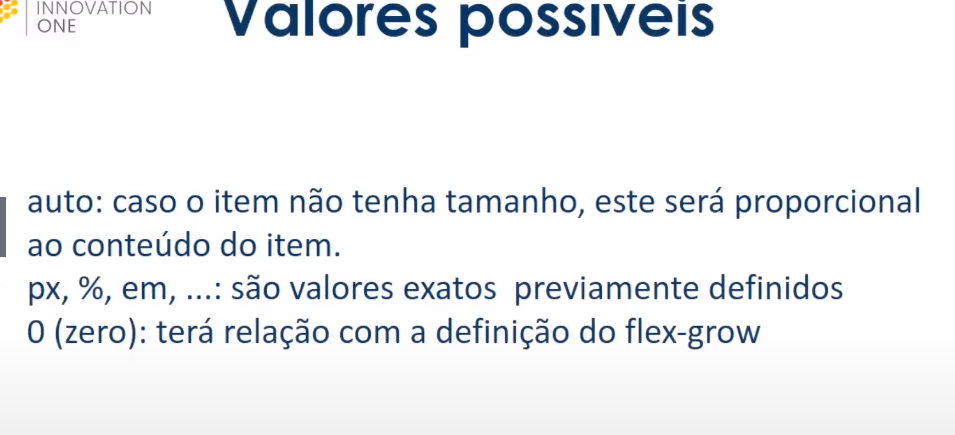 INNOVATION
ONE
Valores possíveis
auto: caso o item não tenha tamanho, este será proporcional
ao conteúdo do item.
px, %, em, ...: são valores exatos  previamente definidos
0 (zero): terá relação com a definição do flex-grow